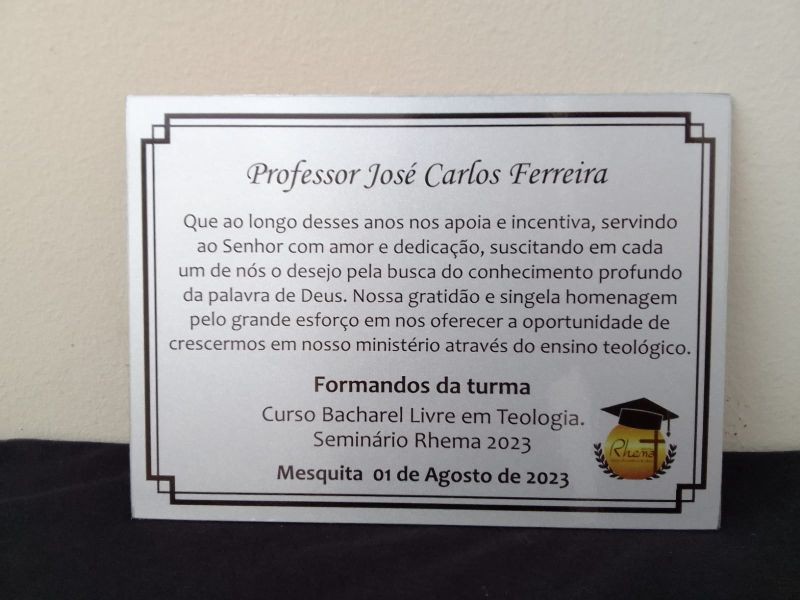 Professor José Carlos Ferreira
Que ao longo desses anos nos apoia e incentiva, servindo
ao Senhor com amor e dedicação, suscitando em cada
um de nós o desejo pela busca do conhecimento profundo
da palavra de Deus. Nossa gratidão e singela homenagem
pelo grande esforço em nos oferecer a oportunidade de
crescermos em nosso ministério através do ensino teológico.
Formandos da turma
Curso Bacharel Livre em Teologia.
Seminário Rhema 2023
Mesquita 01 de Agosto de 2023
Rhema